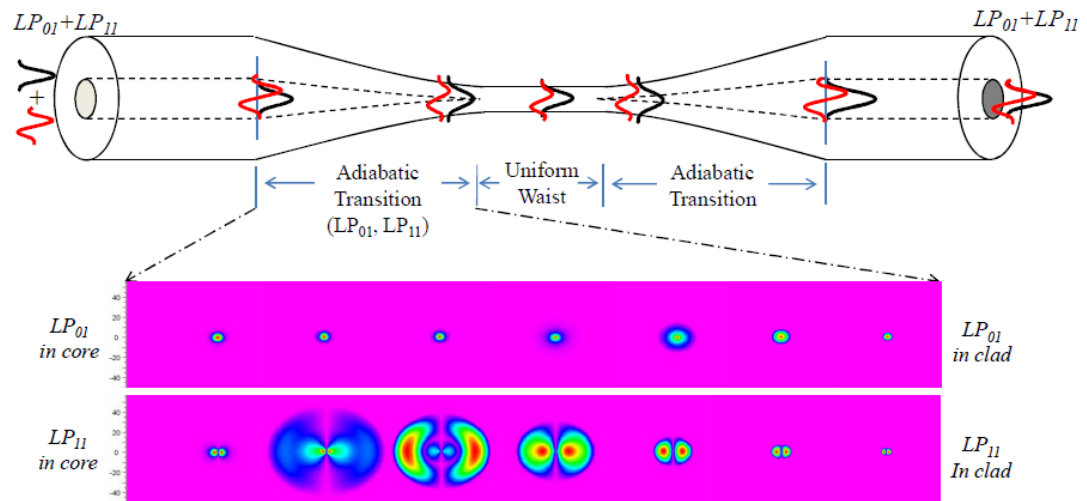 LP01+LP11
LP01+LP11
+
Adiabatic
Transition
(LP01, LP11)
Uniform
Waist
Adiabatic
Transition
LP01
in core
40
20
0
-20
-40
LP01
in clad
LP11
in core
40
20
0
-20
-40
LP11
In clad